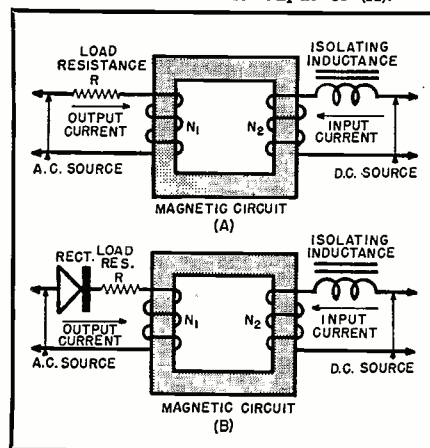 LOAD
RESISTANCE
R
ISOLATING
INDUCTANCE
OUTPUT
CURRENT
N₁
N₂
INPUT
CURRENT
A.C. SOURCE
D.C. SOURCE
MAGNETIC CIRCUIT
(A)
RECT.
LOAD
RES.
R
ISOLATING
INDUCTANCE
OUTPUT
CURRENT
N₁
N₂
INPUT
CURRENT
A.C. SOURCE
D.C. SOURCE
MAGNETIC CIRCUIT
(B)